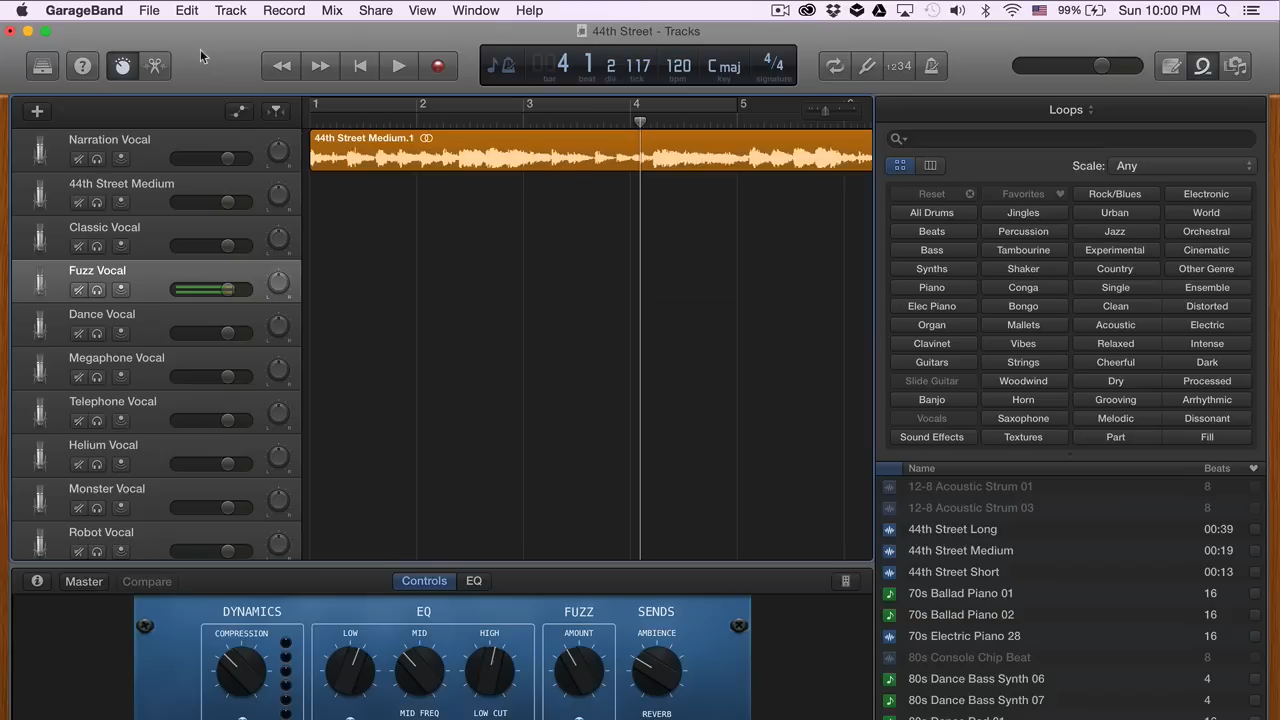 GarageBand File Edit Track Record Mix Share View Window Help 99% Sun 10:00 PM
44th Street - Tracks
4 1 2 117 120 C maj 4/4
bar beat div tick bpm key signature
1234
1 2 3 4 5 6
Loops
Narration Vocal
44th Street Medium.1
44th Street Medium
Classic Vocal
Fuzz Vocal
Dance Vocal
Megaphone Vocal
Telephone Vocal
Helium Vocal
Monster Vocal
Robot Vocal
L R
Scale: Any
Reset Favorites Rock/Blues Electronic
All Drums Jingles Urban World
Beats Percussion Jazz Orchestral
Bass Tambourine Experimental Cinematic
Synths Shaker Country Other Genre
Piano Conga Single Ensemble
Elec Piano Bongo Clean Distorted
Organ Mallets Acoustic Electric
Clavinet Vibes Relaxed Intense
Guitars Strings Cheerful Dark
Slide Guitar Woodwind Dry Processed
Banjo Horn Grooving Arrhythmic
Vocals Saxophone Melodic Dissonant
Sound Effects Textures Part Fill
Name Beats
12-8 Acoustic Strum 01 8
12-8 Acoustic Strum 03 8
44th Street Long 00:39
44th Street Medium 00:19
44th Street Short 00:13
70s Ballad Piano 01 16
70s Ballad Piano 02 16
70s Electric Piano 28 16
80s Console Chip Beat 8
80s Dance Bass Synth 06 4
80s Dance Bass Synth 07 4
Master Compare Controls EQ
DYNAMICS EQ FUZZ SENDS
COMPRESSION LOW MID HIGH AMOUNT AMBIENCE
MID FREQ LOW CUT REVERB